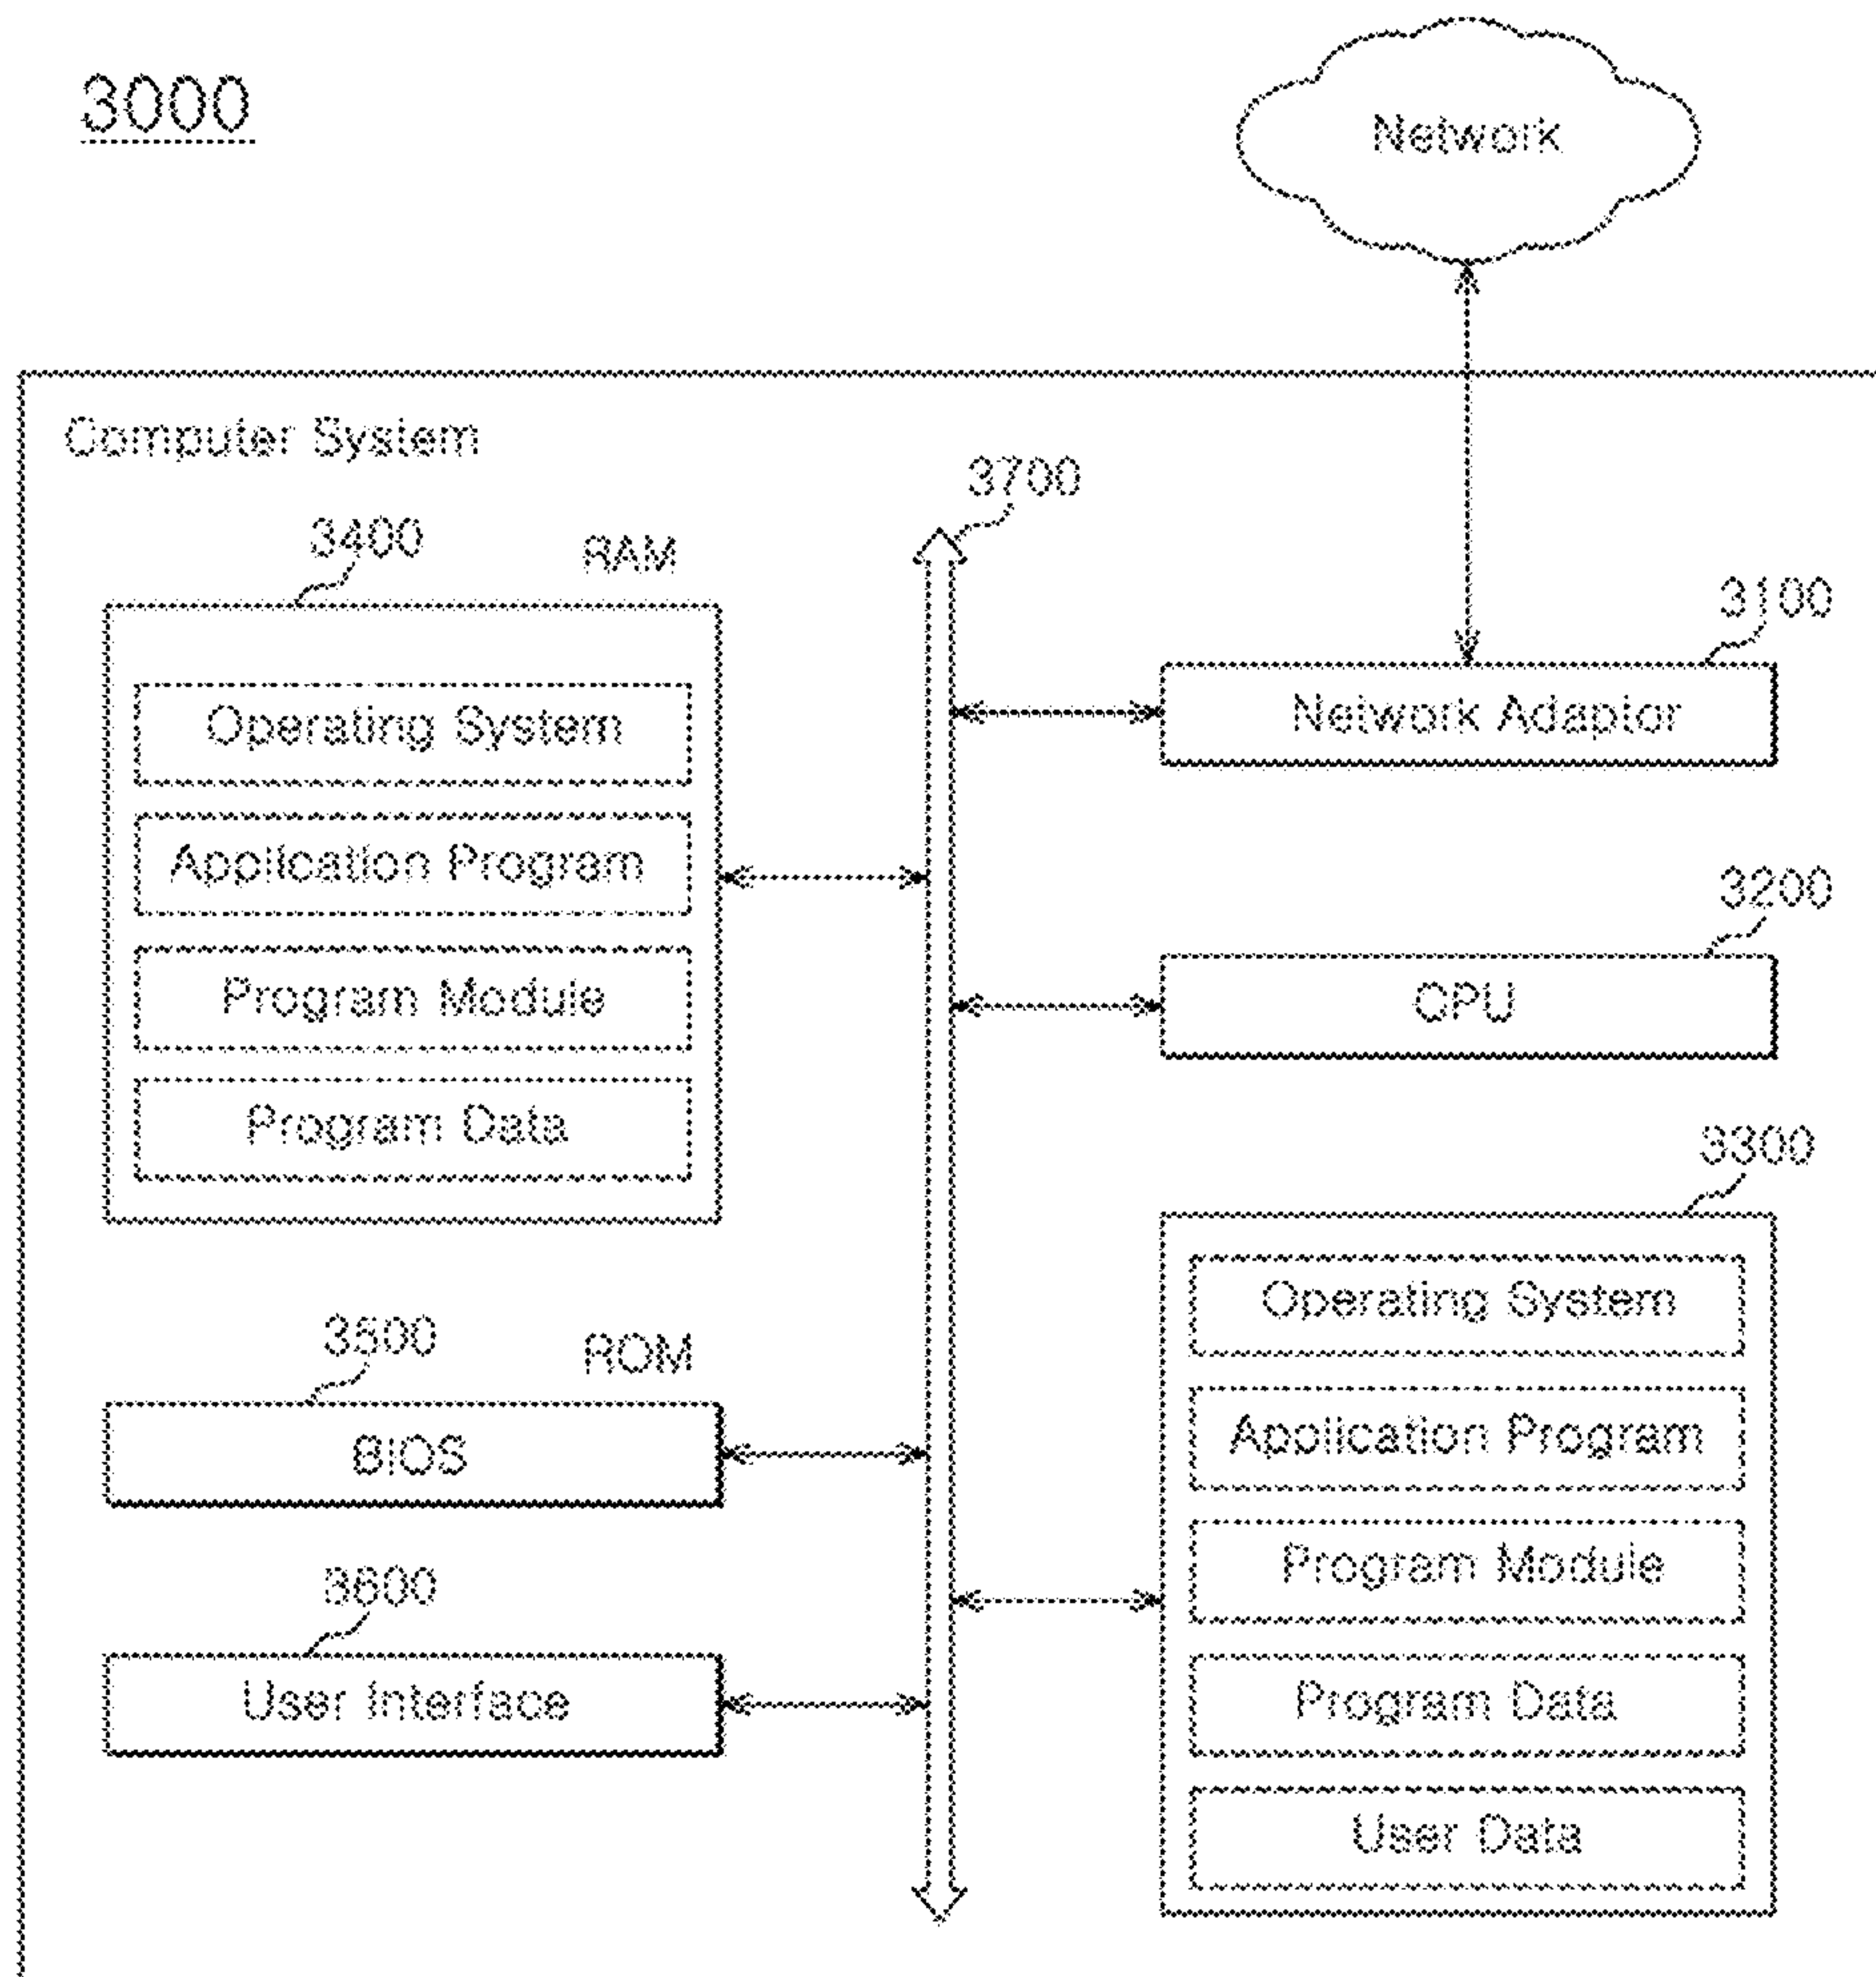 3000
Network
Computer System
3700
3400
RAM
3100
Operating System
Network Adaptor
Application Program
3200
Program Module
CPU
Program Data
3300
Operating System
3500
ROM
Application Program
BIOS
Program Module
3600
User Interface
Program Data
User Data